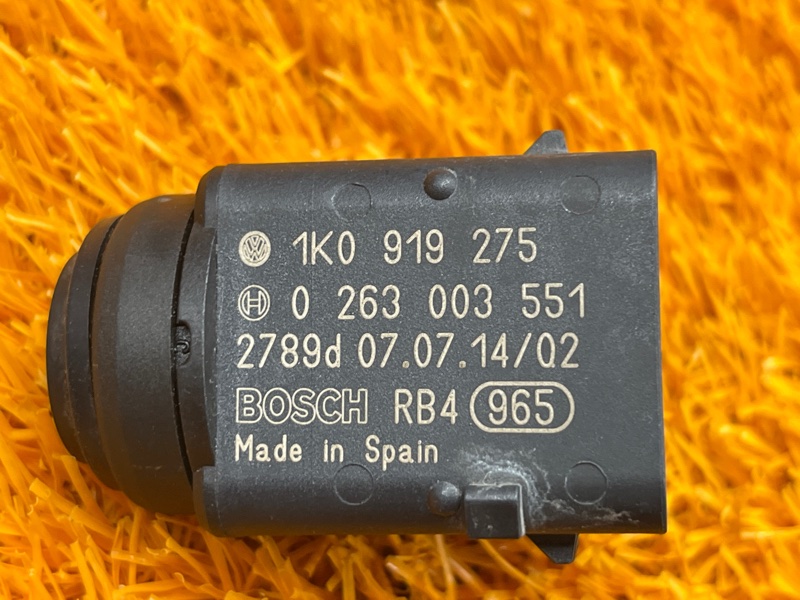 1K0 919 275
0 263 003 551
2789d 07.07.14/Q2
BOSCH RB4 965
Made in Spain